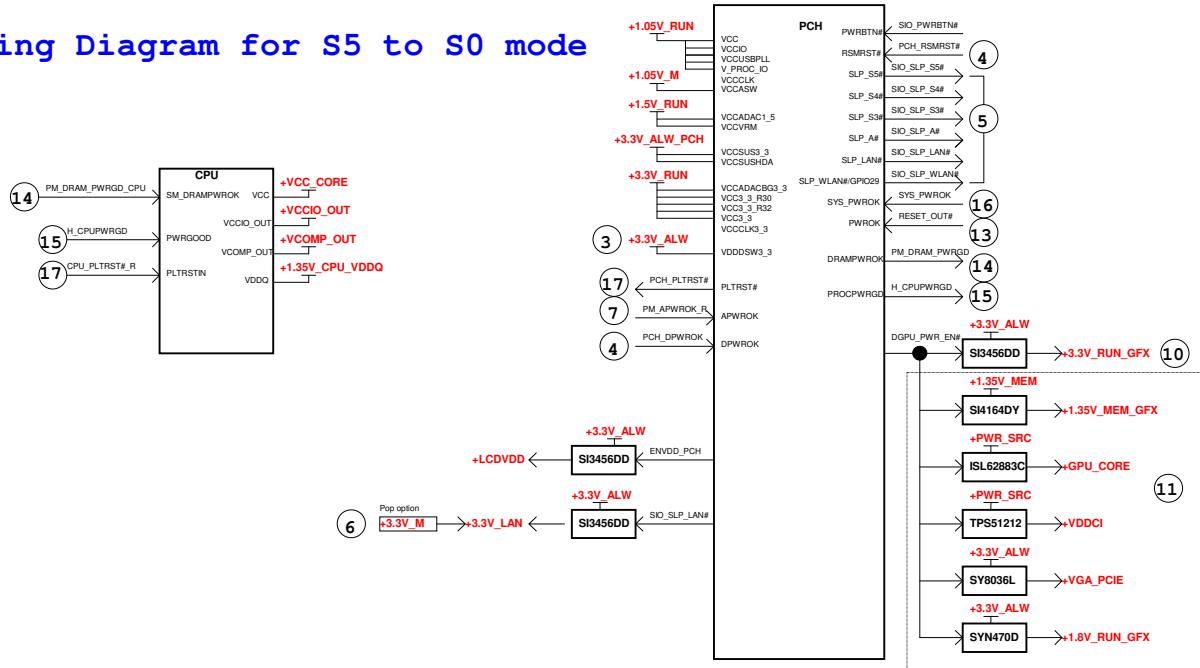 ing Diagram for S5 to S0 mode
CPU
14
PM_DRAM_PWRGD_CPU
SM_DRAMPWROK
VCC
+VCC_CORE
VCCIO_OUT
+VCCIO_OUT
15
H_CPUPWRGD
PWRGOOD
VCOMP_OUT
+VCOMP_OUT
17
CPU_PLTRST#_R
PLTRSTIN
VDDQ
+1.35V_CPU_VDDQ
PCH
+1.05V_RUN
VCC
VCCIO
VCCUSBPLL
V_PROC_IO
VCCCLK
+1.05V_M
VCCASW
+1.5V_RUN
VCCADAC1_5
VCCVRM
+3.3V_ALW_PCH
VCCSUS3_3
VCCSUSHDA
+3.3V_RUN
VCCADACBG3_3
VCC3_3_R30
VCC3_3_R32
VCC3_3
VCCCLK3_3
3
+3.3V_ALW
VDDDSW3_3
17
PCH_PLTRST#
PLTRST#
7
PM_APWROK_R
APWROK
4
PCH_DPWROK
DPWROK
PWRBTN#
SIO_PWRBTN#
RSMRST#
PCH_RSMRST#
4
SLP_S5#
SIO_SLP_S5#
SLP_S4#
SIO_SLP_S4#
SLP_S3#
SIO_SLP_S3#
5
SLP_A#
SIO_SLP_A#
SLP_LAN#
SIO_SLP_LAN#
SLP_WLAN#/GPIO29
SIO_SLP_WLAN#
SYS_PWROK
SYS_PWROK
16
PWROK
RESET_OUT#
13
DRAMPWROK
PM_DRAM_PWRGD
14
PROCPWRGD
H_CPUPWRGD
15
DGPU_PWR_EN#
+3.3V_ALW
SI3456DD
+3.3V_RUN_GFX
10
+1.35V_MEM
SI4164DY
+1.35V_MEM_GFX
+PWR_SRC
ISL62883C
+GPU_CORE
11
+PWR_SRC
TPS51212
+VDDCI
+3.3V_ALW
SY8036L
+VGA_PCIE
+3.3V_ALW
SYN470D
+1.8V_RUN_GFX
+3.3V_ALW
+LCDVDD
SI3456DD
ENVDD_PCH
+3.3V_ALW
6
Pop option
+3.3V_M
+3.3V_LAN
SI3456DD
SIO_SLP_LAN#